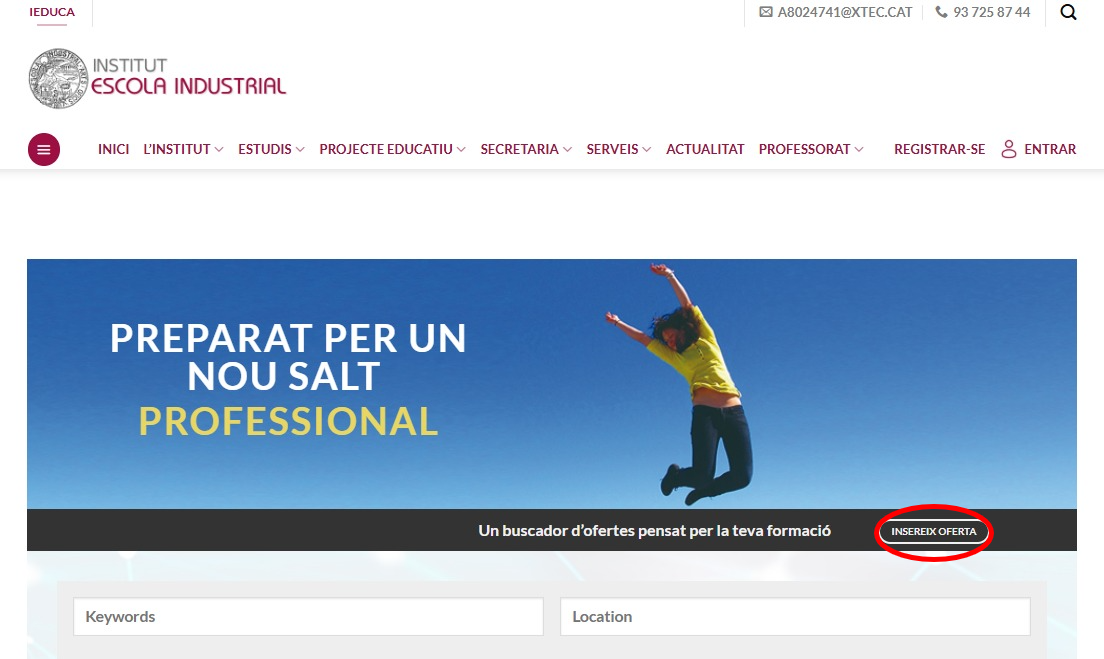 IEDUCA
A8024741@XTEC.CAT
93 725 87 44
INSTITUT
ESCOLA INDUSTRIAL
INICI L'INSTITUT ESTUDIS PROJECTE EDUCATIU SECRETARIA SERVEIS ACTUALITAT PROFESSORAT REGISTRAR-SE ENTRAR
PREPARAT PER UN
NOU SALT
PROFESSIONAL
Un buscador d'ofertes pensat per la teva formació
INSEREIX OFERTA
Keywords
Location